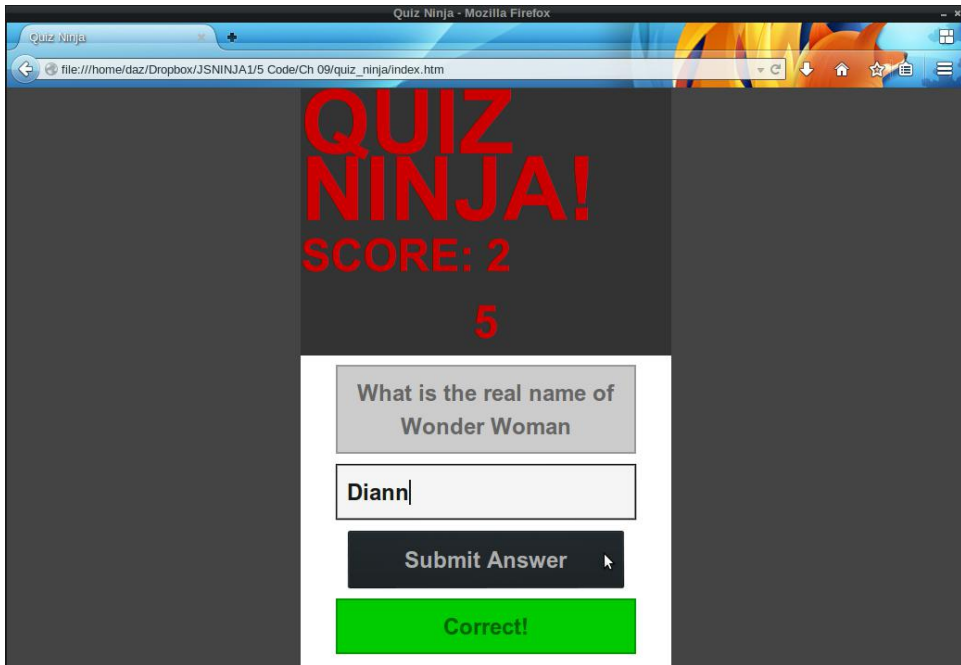 Quiz Ninja - Mozilla Firefox
Quiz Ninja
file:///home/daz/Dropbox/JSNINJA1/5 Code/Ch 09/quiz_ninja/index.htm
QUIZ
NINJA!
SCORE: 2
5
What is the real name of
Wonder Woman
Diann
Submit Answer
Correct!